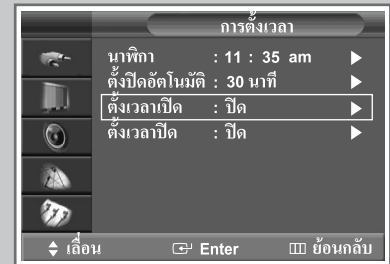 การตั้งเวลา
นาฬิกา : 11 : 35 am
ตั้งปิดอัตโนมัติ : 30 นาที
ตั้งเวลาเปิด : ปิด
ตั้งเวลาปิด : ปิด
เลื่อน Enter ย้อนกลับ